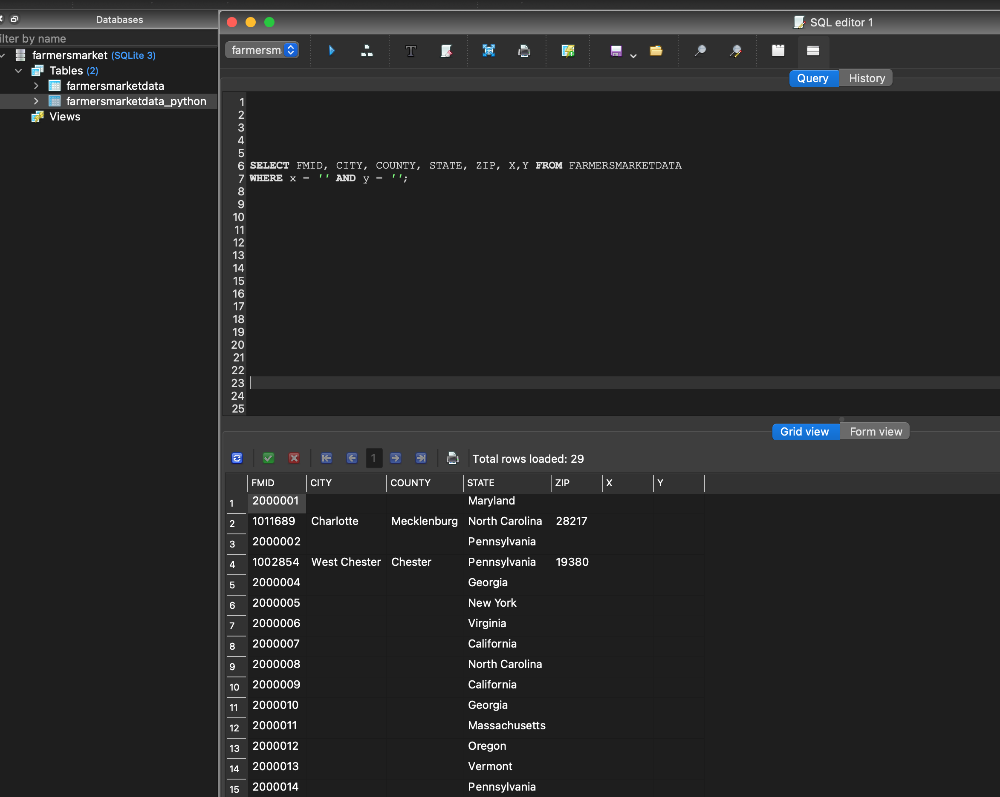 Databases
ilter by name
farmersmarket (SQLite 3)
Tables (2)
farmersmarketdata
farmersmarketdata_python
Views
SQL editor 1
farmersm
Query
History
1
2
3
4
5
6 SELECT FMID, CITY, COUNTY, STATE, ZIP, X,Y FROM FARMERSMARKETDATA
7 WHERE x = '' AND y = '';
8
9
10
11
12
13
14
15
16
17
18
19
20
21
22
23
24
25
Grid view
Form view
1
Total rows loaded: 29
FMID CITY COUNTY STATE ZIP X Y
1 2000001 Maryland
2 1011689 Charlotte Mecklenburg North Carolina 28217
3 2000002 Pennsylvania
4 1002854 West Chester Chester Pennsylvania 19380
5 2000004 Georgia
6 2000005 New York
7 2000006 Virginia
8 2000007 California
9 2000008 North Carolina
10 2000009 California
11 2000010 Georgia
12 2000011 Massachusetts
13 2000012 Oregon
14 2000013 Vermont
15 2000014 Pennsylvania